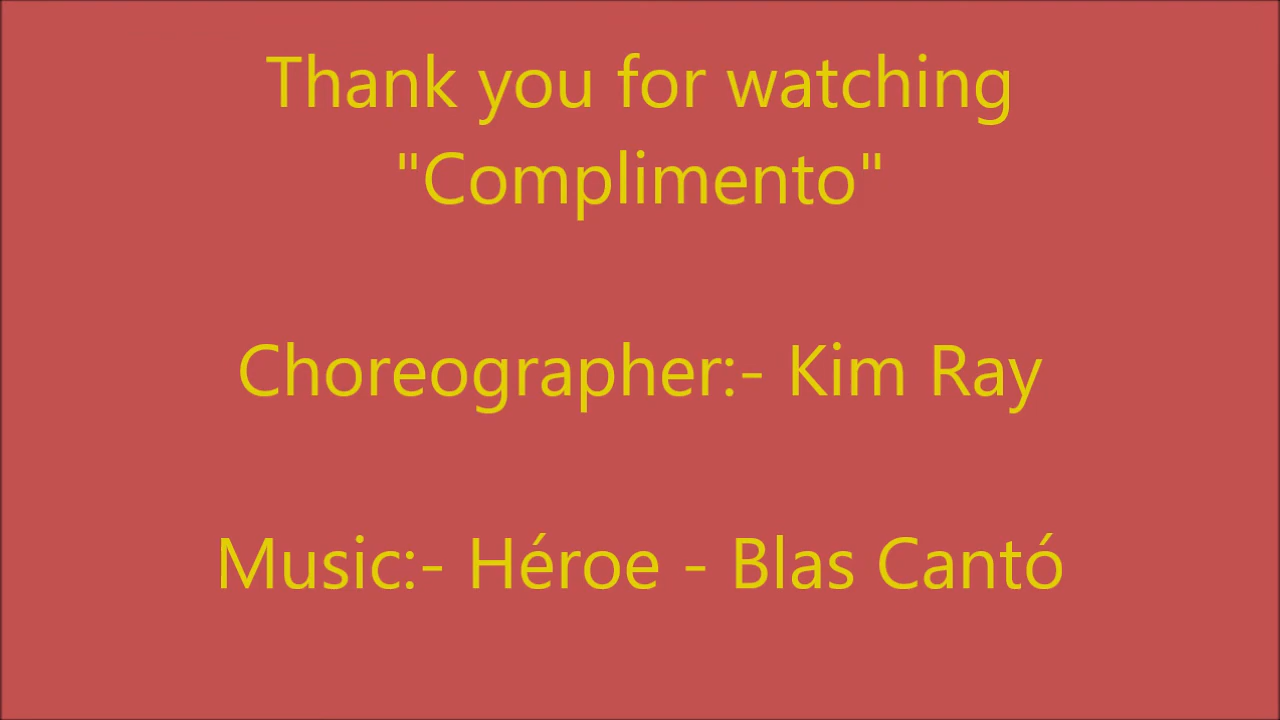 Thank you for watching
"Complimento"
Choreographer:- Kim Ray
Music:- Héroe - Blas Cantó